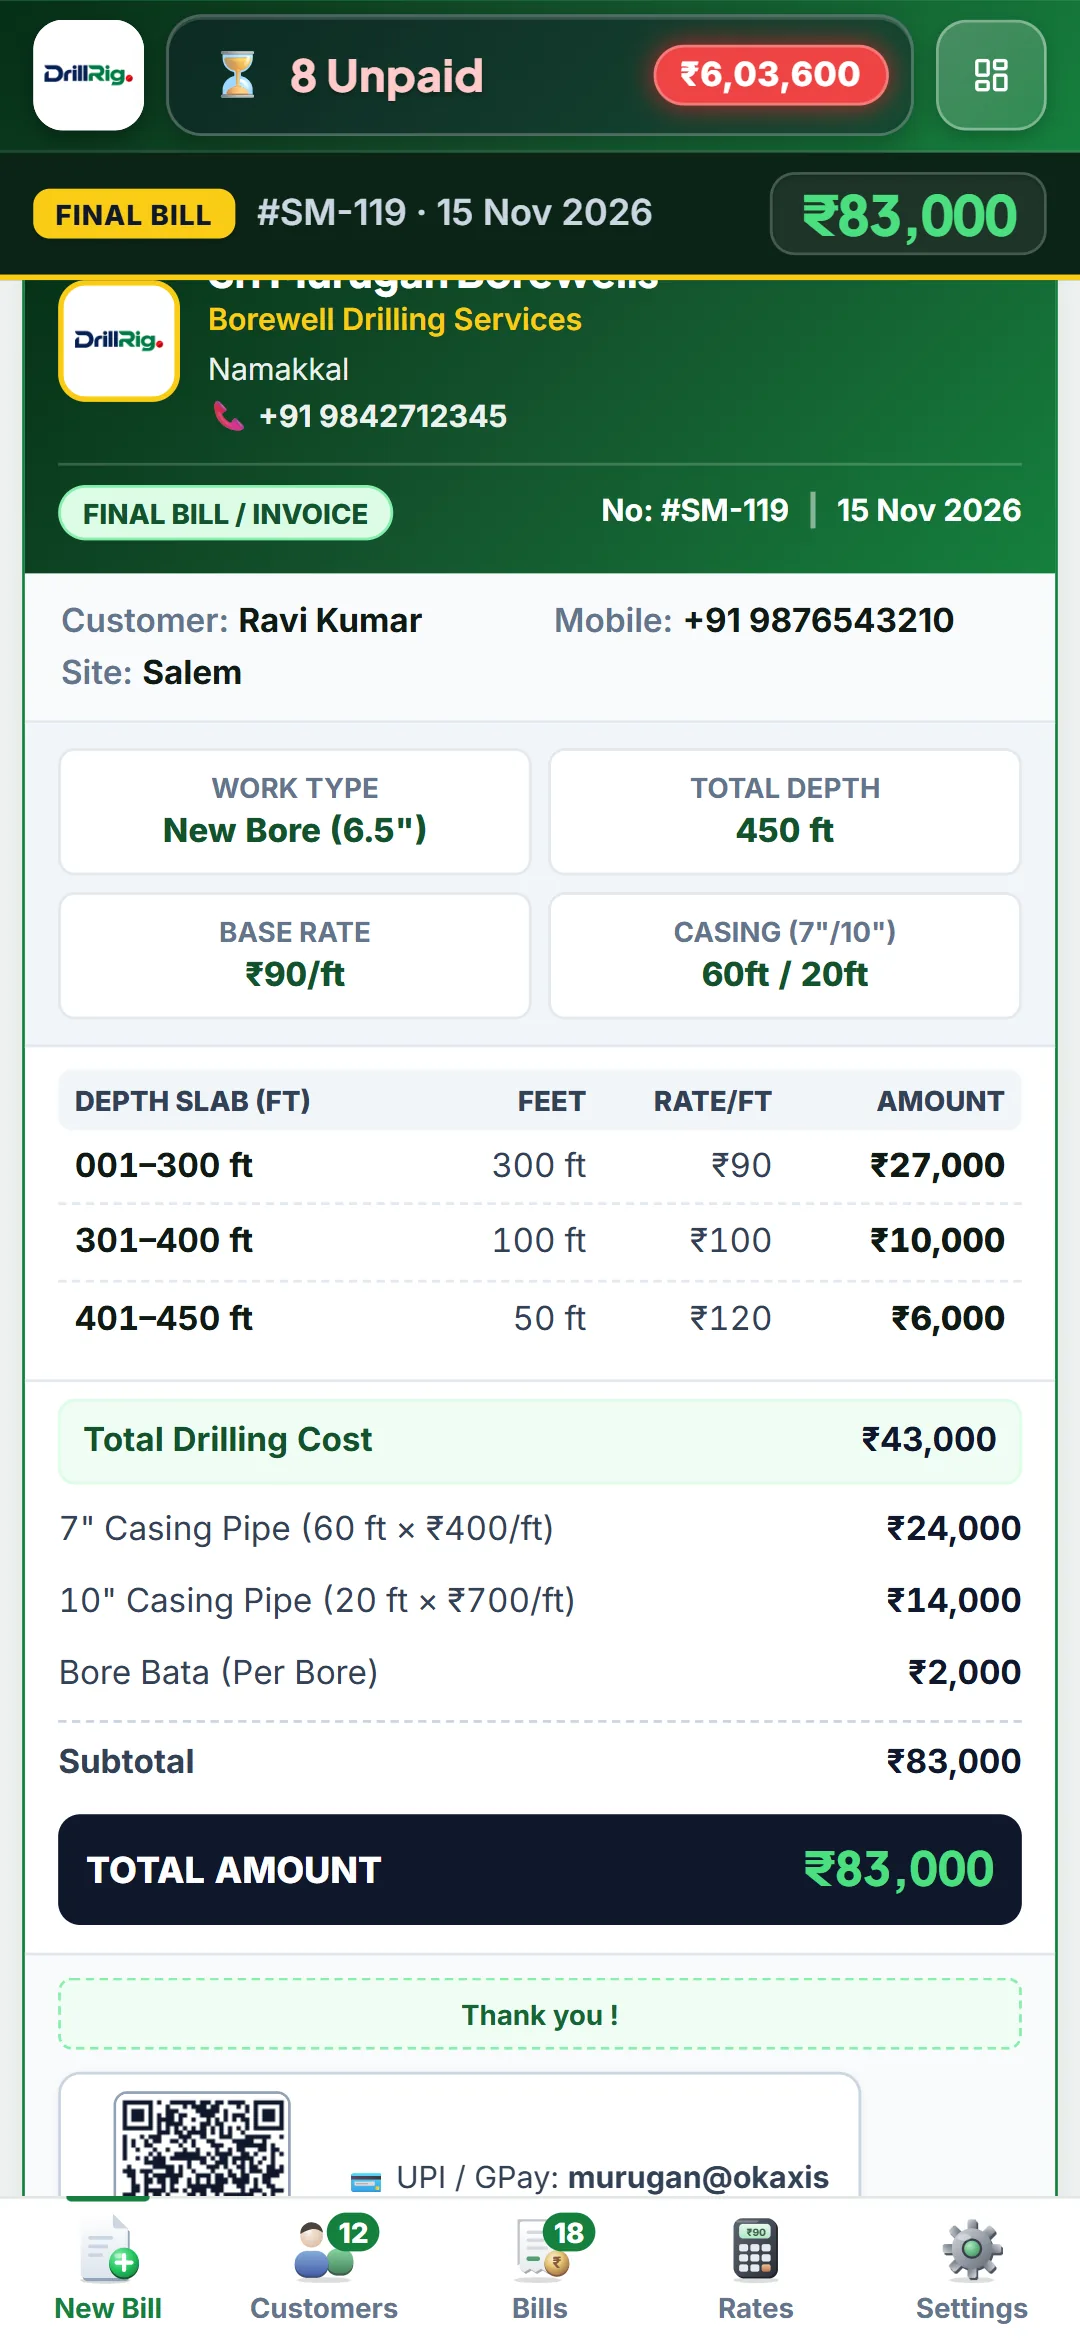 DrillRig.
8 Unpaid
₹6,03,600
FINAL BILL
#SM-119 · 15 Nov 2026
₹83,000
Sri Murugan Borewells
DrillRig.
Borewell Drilling Services
Namakkal
+91 9842712345
FINAL BILL / INVOICE
No: #SM-119 | 15 Nov 2026
Customer: Ravi Kumar Mobile: +91 9876543210
Site: Salem
WORK TYPE
New Bore (6.5")
TOTAL DEPTH
450 ft
BASE RATE
₹90/ft
CASING (7"/10")
60ft / 20ft
DEPTH SLAB (FT) FEET RATE/FT AMOUNT
001–300 ft 300 ft ₹90 ₹27,000
301–400 ft 100 ft ₹100 ₹10,000
401–450 ft 50 ft ₹120 ₹6,000
Total Drilling Cost ₹43,000
7" Casing Pipe (60 ft × ₹400/ft) ₹24,000
10" Casing Pipe (20 ft × ₹700/ft) ₹14,000
Bore Bata (Per Bore) ₹2,000
Subtotal ₹83,000
TOTAL AMOUNT ₹83,000
Thank you !
UPI / GPay: murugan@okaxis
12
18
₹90
New Bill Customers Bills Rates Settings